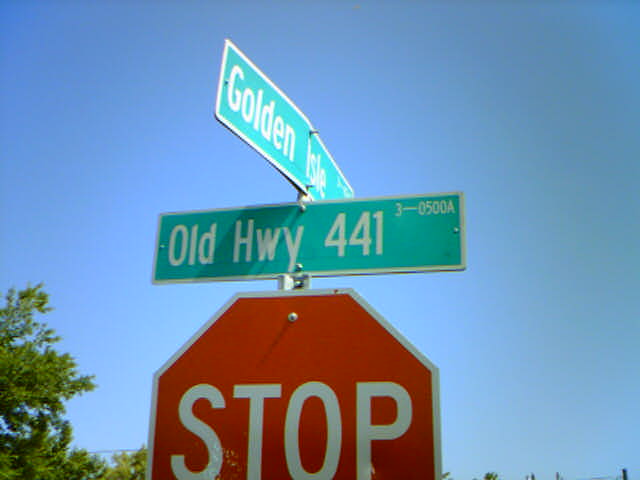 Golden Isle
Old Hwy 441 3-0500A
STOP